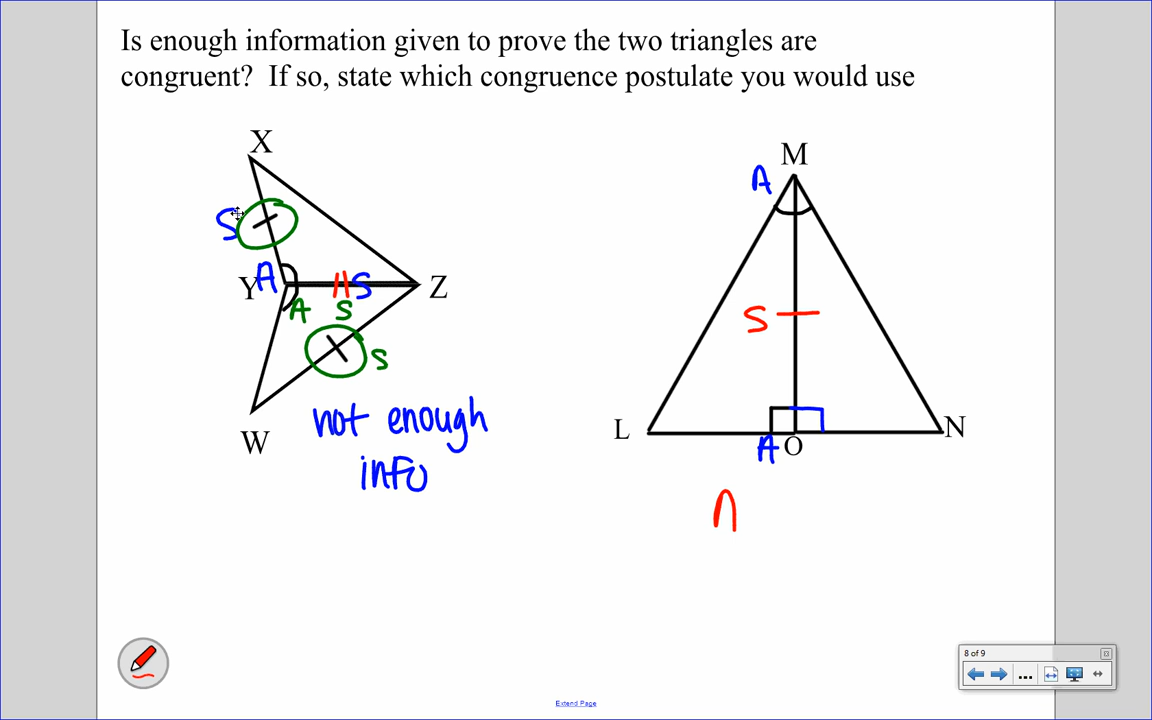 Is enough information given to prove the two triangles are
congruent? If so, state which congruence postulate you would use
X
S
Y
A
S
Z
A
S
S
W
not enough
info
M
A
S
L
A
O
N
8 of 9
...
Extend Page